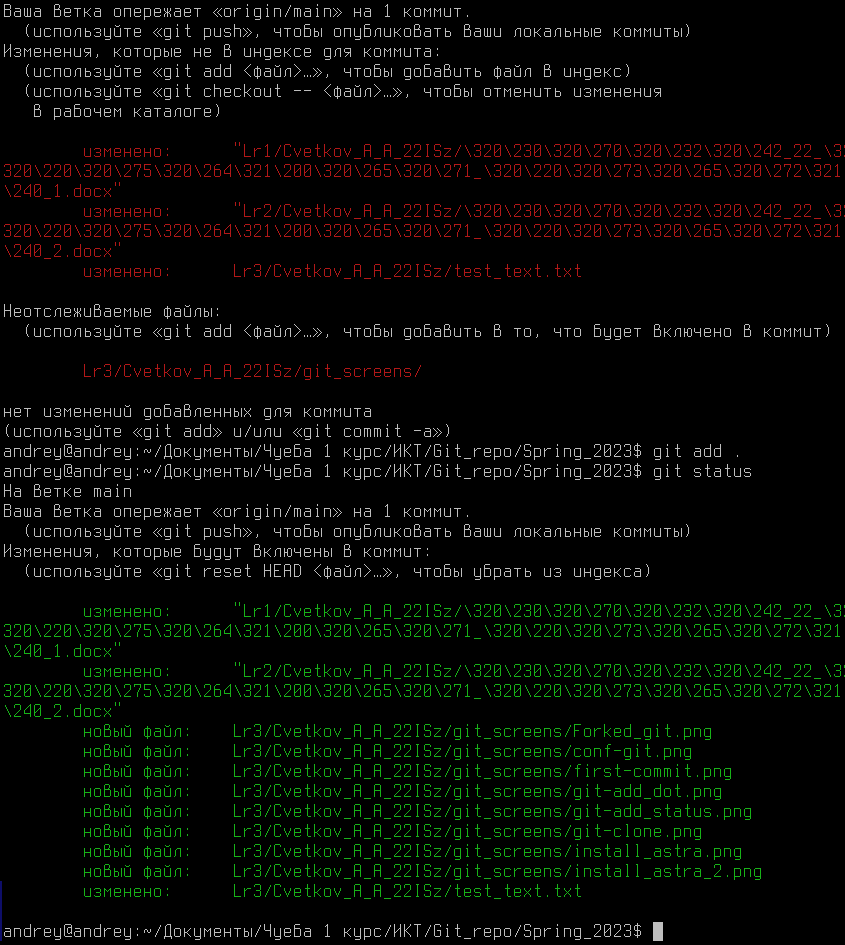 Ваша ветка опережает «origin/main» на 1 коммит.
  (используйте «git push», чтобы опубликовать ваши локальные коммиты)
Изменения, которые не в индексе для коммита:
  (используйте «git add <файл>…», чтобы добавить файл в индекс)
  (используйте «git checkout -- <файл>…», чтобы отменить изменения
   в рабочем каталоге)
        изменено:      "Lr1/Cvetkov_A_A_22ISz/\320\230\320\270\320\232\320\242_22_\3
320\220\320\275\320\264\321\200\320\265\320\271_\320\220\320\273\320\265\320\272\321
\240_1.docx"
        изменено:      "Lr2/Cvetkov_A_A_22ISz/\320\230\320\270\320\232\320\242_22_\3
320\220\320\275\320\264\321\200\320\265\320\271_\320\220\320\273\320\265\320\272\321
\240_2.docx"
        изменено:      Lr3/Cvetkov_A_A_22ISz/test_text.txt
Неотслеживаемые файлы:
  (используйте «git add <файл>…», чтобы добавить в то, что будет включено в коммит)
        Lr3/Cvetkov_A_A_22ISz/git_screens/
нет изменений добавленных для коммита
(используйте «git add» и/или «git commit -a»)
andrey@andrey:~/Документы/Чуеба 1 курс/ИКТ/Git_repo/Spring_2023$ git add .
andrey@andrey:~/Документы/Чуеба 1 курс/ИКТ/Git_repo/Spring_2023$ git status
На ветке main
Ваша ветка опережает «origin/main» на 1 коммит.
  (используйте «git push», чтобы опубликовать ваши локальные коммиты)
Изменения, которые будут включены в коммит:
  (используйте «git reset HEAD <файл>…», чтобы убрать из индекса)
        изменено:      "Lr1/Cvetkov_A_A_22ISz/\320\230\320\270\320\232\320\242_22_\3
320\220\320\275\320\264\321\200\320\265\320\271_\320\220\320\273\320\265\320\272\321
\240_1.docx"
        изменено:      "Lr2/Cvetkov_A_A_22ISz/\320\230\320\270\320\232\320\242_22_\3
320\220\320\275\320\264\321\200\320\265\320\271_\320\220\320\273\320\265\320\272\321
\240_2.docx"
        новый файл:    Lr3/Cvetkov_A_A_22ISz/git_screens/Forked_git.png
        новый файл:    Lr3/Cvetkov_A_A_22ISz/git_screens/conf-git.png
        новый файл:    Lr3/Cvetkov_A_A_22ISz/git_screens/first-commit.png
        новый файл:    Lr3/Cvetkov_A_A_22ISz/git_screens/git-add_dot.png
        новый файл:    Lr3/Cvetkov_A_A_22ISz/git_screens/git-add_status.png
        новый файл:    Lr3/Cvetkov_A_A_22ISz/git_screens/git-clone.png
        новый файл:    Lr3/Cvetkov_A_A_22ISz/git_screens/install_astra.png
        новый файл:    Lr3/Cvetkov_A_A_22ISz/git_screens/install_astra_2.png
        изменено:      Lr3/Cvetkov_A_A_22ISz/test_text.txt
andrey@andrey:~/Документы/Чуеба 1 курс/ИКТ/Git_repo/Spring_2023$